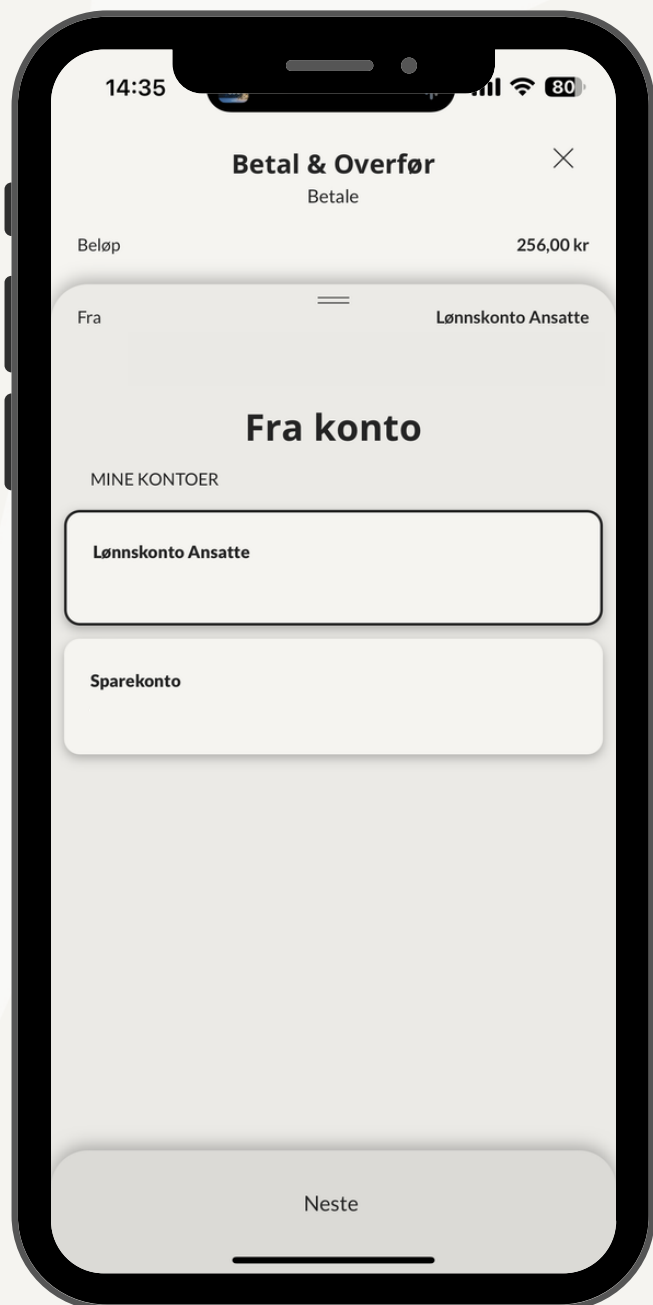 14:35
80
Betal & Overfør
Betale
Beløp 256,00 kr
Fra Lønnskonto Ansatte
Fra konto
MINE KONTOER
Lønnskonto Ansatte
Sparekonto
Neste